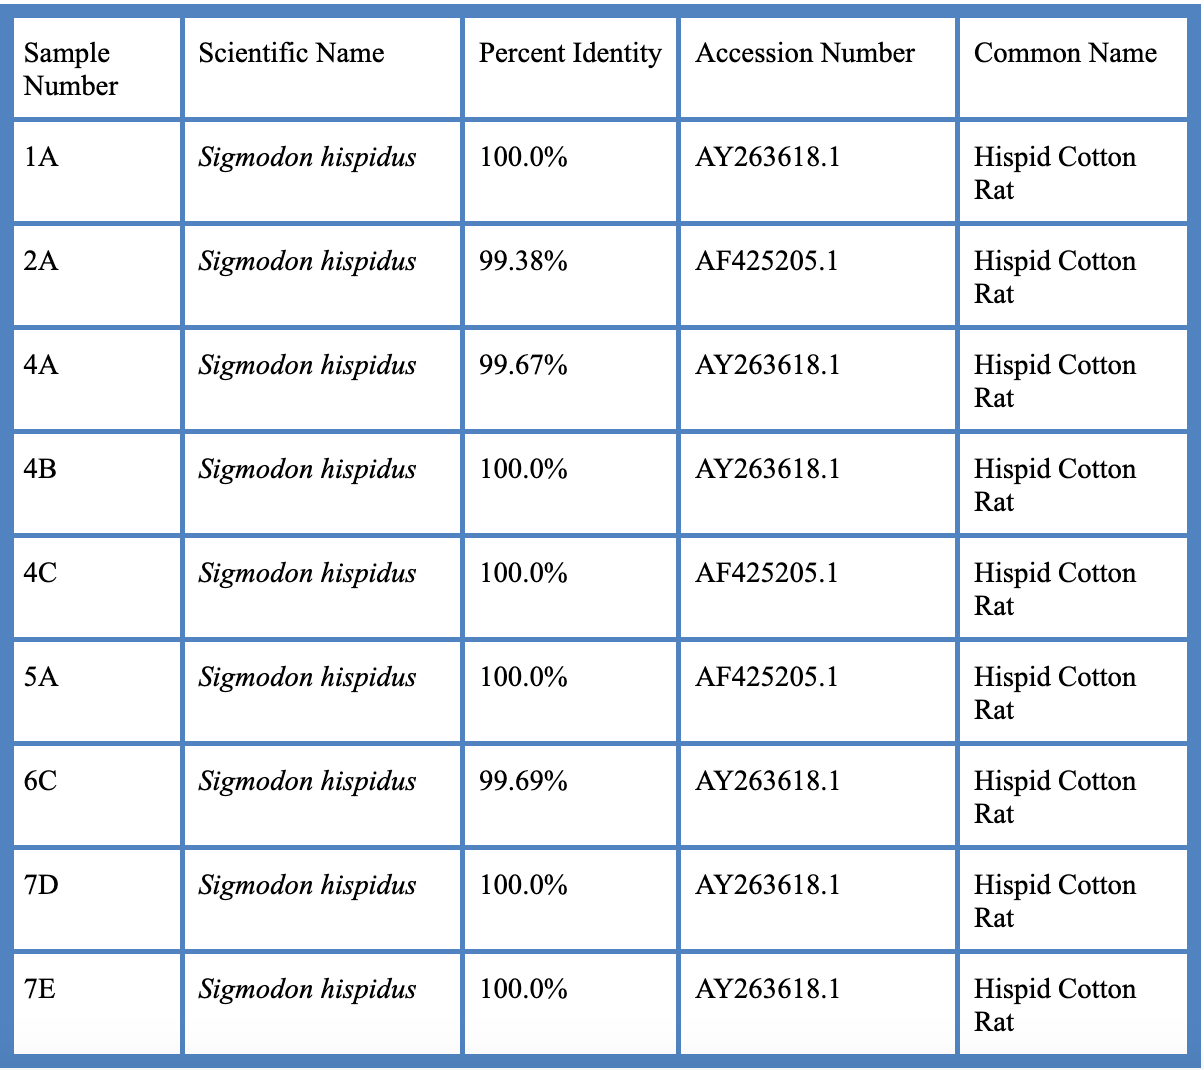 Sample Number Scientific Name Percent Identity Accession Number Common Name
1A Sigmodon hispidus 100.0% AY263618.1 Hispid Cotton Rat
2A Sigmodon hispidus 99.38% AF425205.1 Hispid Cotton Rat
4A Sigmodon hispidus 99.67% AY263618.1 Hispid Cotton Rat
4B Sigmodon hispidus 100.0% AY263618.1 Hispid Cotton Rat
4C Sigmodon hispidus 100.0% AF425205.1 Hispid Cotton Rat
5A Sigmodon hispidus 100.0% AF425205.1 Hispid Cotton Rat
6C Sigmodon hispidus 99.69% AY263618.1 Hispid Cotton Rat
7D Sigmodon hispidus 100.0% AY263618.1 Hispid Cotton Rat
7E Sigmodon hispidus 100.0% AY263618.1 Hispid Cotton Rat